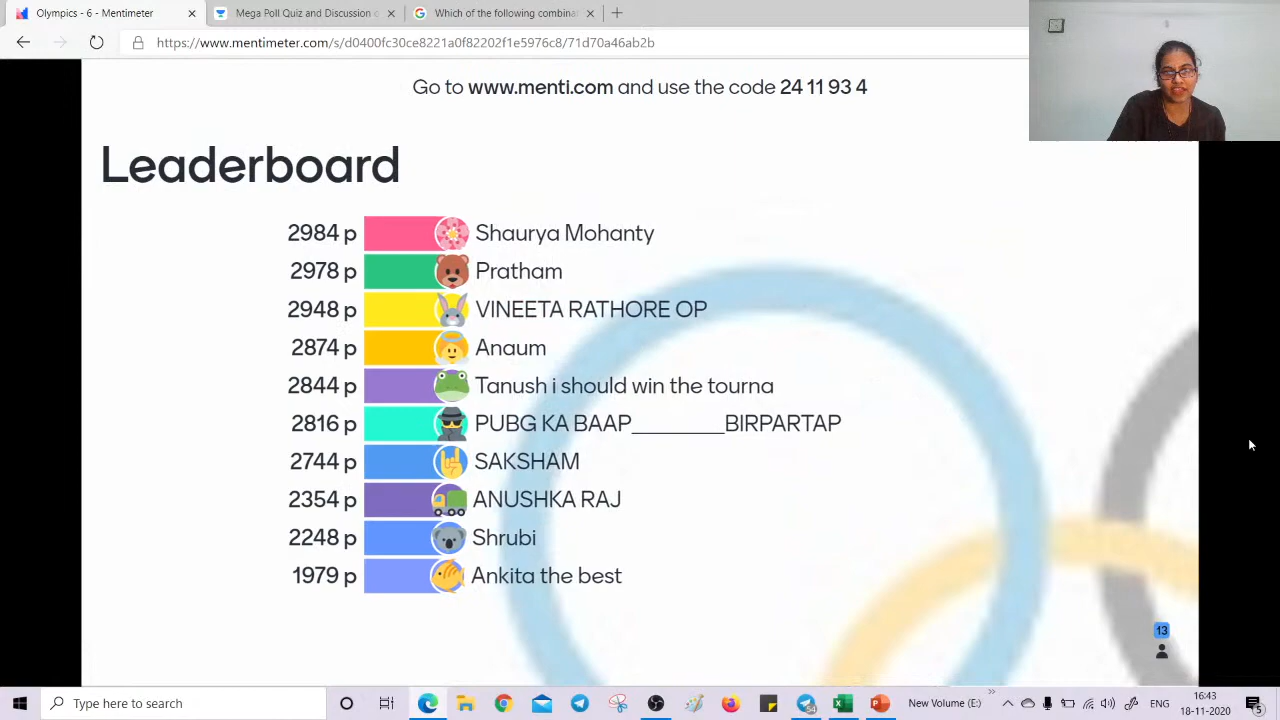 Olympics - 6 - Mentimeter
Mega Poll Quiz and Discussion o
Which of the following combina
https://www.mentimeter.com/s/d0400fc30ce8221a0f82202f1e5976c8/71d70a46ab2b
Go to www.menti.com and use the code 24 11 93 4
Leaderboard
2984 p Shaurya Mohanty
2978 p Pratham
2948 p VINEETA RATHORE OP
2874 p Anaum
2844 p Tanush i should win the tourna
2816 p PUBG KA BAAP_________BIRPARTAP
2744 p SAKSHAM
2354 p ANUSHKA RAJ
2248 p Shrubi
1979 p Ankita the best
13
Type here to search
New Volume (E:)
ENG
16:43
18-11-2020
5